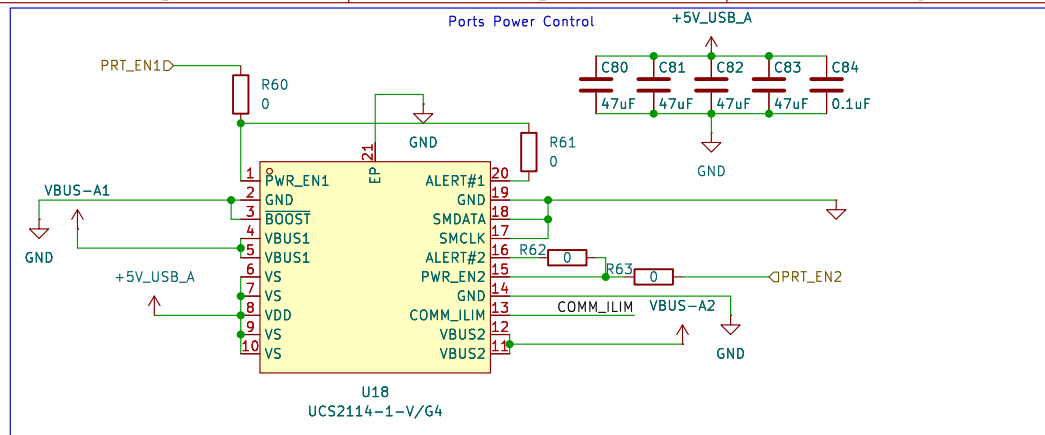 Ports Power Control
+5V_USB_A
PRT_EN1
R60
0
C80
C81
C82
C83
C84
47uF
47uF
47uF
47uF
0.1uF
GND
GND
R61
0
21
EP
1
PWR_EN1
ALERT#1
20
VBUS-A1
2
GND
GND
19
3
BOOST
SMDATA
18
4
VBUS1
SMCLK
17
GND
5
VBUS1
ALERT#2
16
R62
0
+5V_USB_A
6
VS
PWR_EN2
15
R63
0
PRT_EN2
7
VS
GND
14
8
VDD
COMM_ILIM
13
COMM_ILIM
VBUS-A2
9
VS
VBUS2
12
10
VS
VBUS2
11
GND
U18
UCS2114-1-V/G4